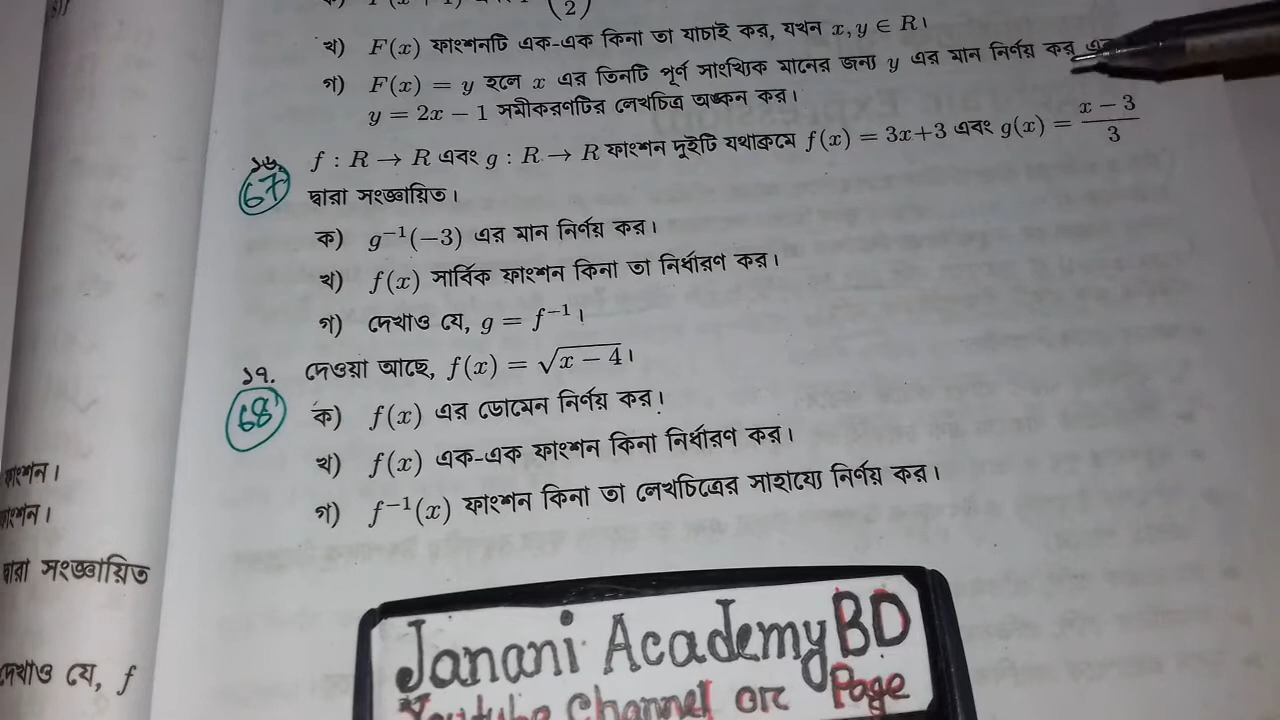 খ) F(x) ফাংশনটি এক-এক কিনা তা যাচাই কর, যখন x, y ∈ R।
গ) F(x) = y হলে x এর তিনটি পূর্ণ সাংখ্যিক মানের জন্য y এর মান নির্ণয় কর
y = 2x − 1 সমীকরণটির লেখচিত্র অঙ্কন কর।
১৬. f : R → R এবং g : R → R ফাংশন দুইটি যথাক্রমে f(x) = 3x+3 এবং g(x) = (x − 3)/3
67 দ্বারা সংজ্ঞায়িত।
ক) g⁻¹(−3) এর মান নির্ণয় কর।
খ) f(x) সার্বিক ফাংশন কিনা তা নির্ধারণ কর।
গ) দেখাও যে, g = f⁻¹।
১৭. দেওয়া আছে, f(x) = √(x − 4)।
68 ক) f(x) এর ডোমেন নির্ণয় কর।
খ) f(x) এক-এক ফাংশন কিনা নির্ধারণ কর।
গ) f⁻¹(x) ফাংশন কিনা তা লেখচিত্রের সাহায্যে নির্ণয় কর।
ফাংশন।
ফাংশন।
দ্বারা সংজ্ঞায়িত
দেখাও যে, f
Janani Academy BD
Youtube Channel or Page